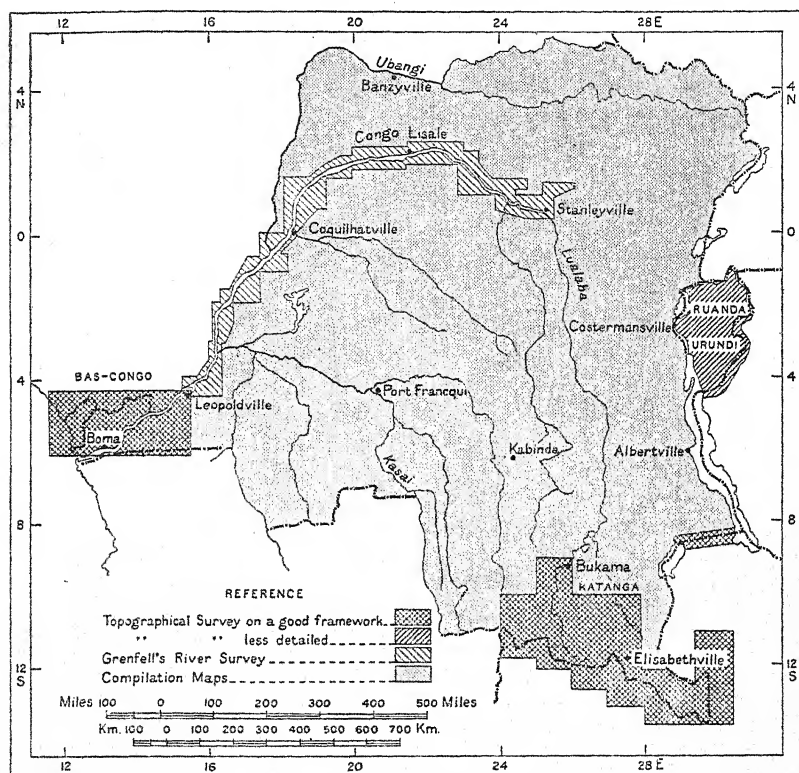 12 16 20 24 28E
4 N
Ubangi
Banzyville
4 N
Congo Lisale
Stanleyville
0
Coquilhatville
0
Lualaba
RUANDA
Costermansville
URUNDI
BAS-CONGO
4
Port Francqui
4
Leopoldville
Boma
Kabinda
Albertville
Kasai
8
8
Bukama
KATANGA
REFERENCE
Topographical Survey on a good framework
" " less detailed
Grenfell's River Survey
Compilation Maps
Elisabethville
12 S
12 S
Miles 100 0 100 200 300 400 500 Miles
Km. 100 0 100 200 300 400 500 600 700 Km.
12 16 20 24 28E